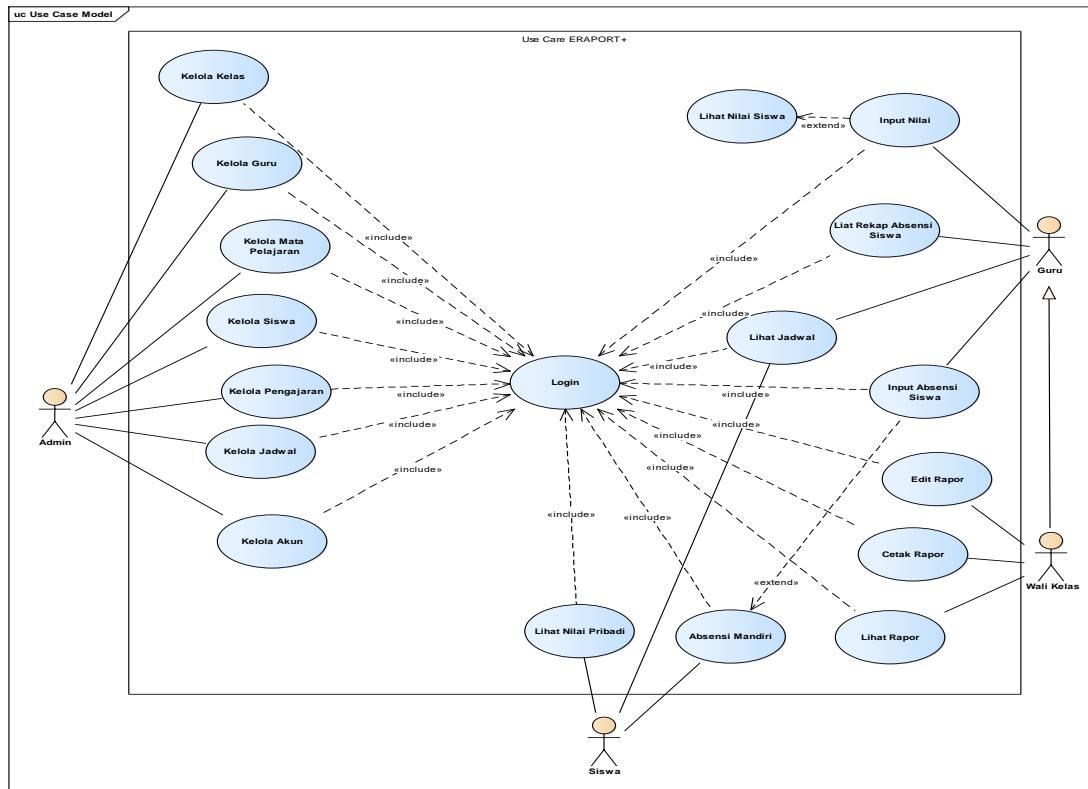 uc Use Case Model
Use Care ERAPORT+
Kelola Kelas
Lihat Nilai Siswa
«extend»
Input Nilai
Kelola Guru
Kelola Mata
Pelajaran
«include»
«include»
«include»
Liat Rekap Absensi
Siswa
Guru
Kelola Siswa
«include»
«include»
Lihat Jadwal
«include»
«include»
Login
Kelola Pengajaran
«include»
Input Absensi
Siswa
Admin
Kelola Jadwal
«include»
«include»
«include»
«include»
Edit Rapor
Kelola Akun
«include»
«include»
«include»
Cetak Rapor
«extend»
Wali Kelas
Lihat Nilai Pribadi
Absensi Mandiri
Lihat Rapor
Siswa